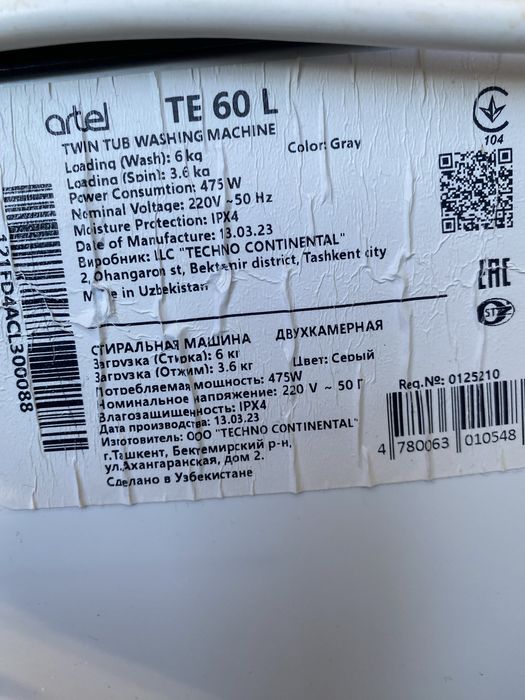 artel TE 60 L
TWIN TUB WASHING MACHINE
Loading (Wash): 6 kg
Color: Gray
Loading (Spin): 3.6 kg
Power Consumtion: 475 W
Nominal Voltage: 220V ~50 Hz
Moisture Protection: IPX4
Date of Manufacture: 13.03.23
Виробник: LLC "TECHNO CONTINENTAL"
2, Ohangaron st, Bektemir district, Tashkent city
Made in Uzbekistan
104
EAC
ST
121FD4ACL300088
СТИРАЛЬНАЯ МАШИНА ДВУХКАМЕРНАЯ
Загрузка (Стирка): 6 кг
Цвет: Серый
Загрузка (Отжим): 3.6 кг
Потребляемая мощность: 475W
Номинальное напряжение: 220 V ~ 50 Г
Влагозащищенность: IPX4
Дата производства: 13.03.23
Изготовитель: ООО "TECHNO CONTINENTAL"
г.Ташкент, Бектемирский р-н,
ул.Ахангаранская, дом 2.
Сделано в Узбекистане
Reg.№: 0125210
4 780063 010548